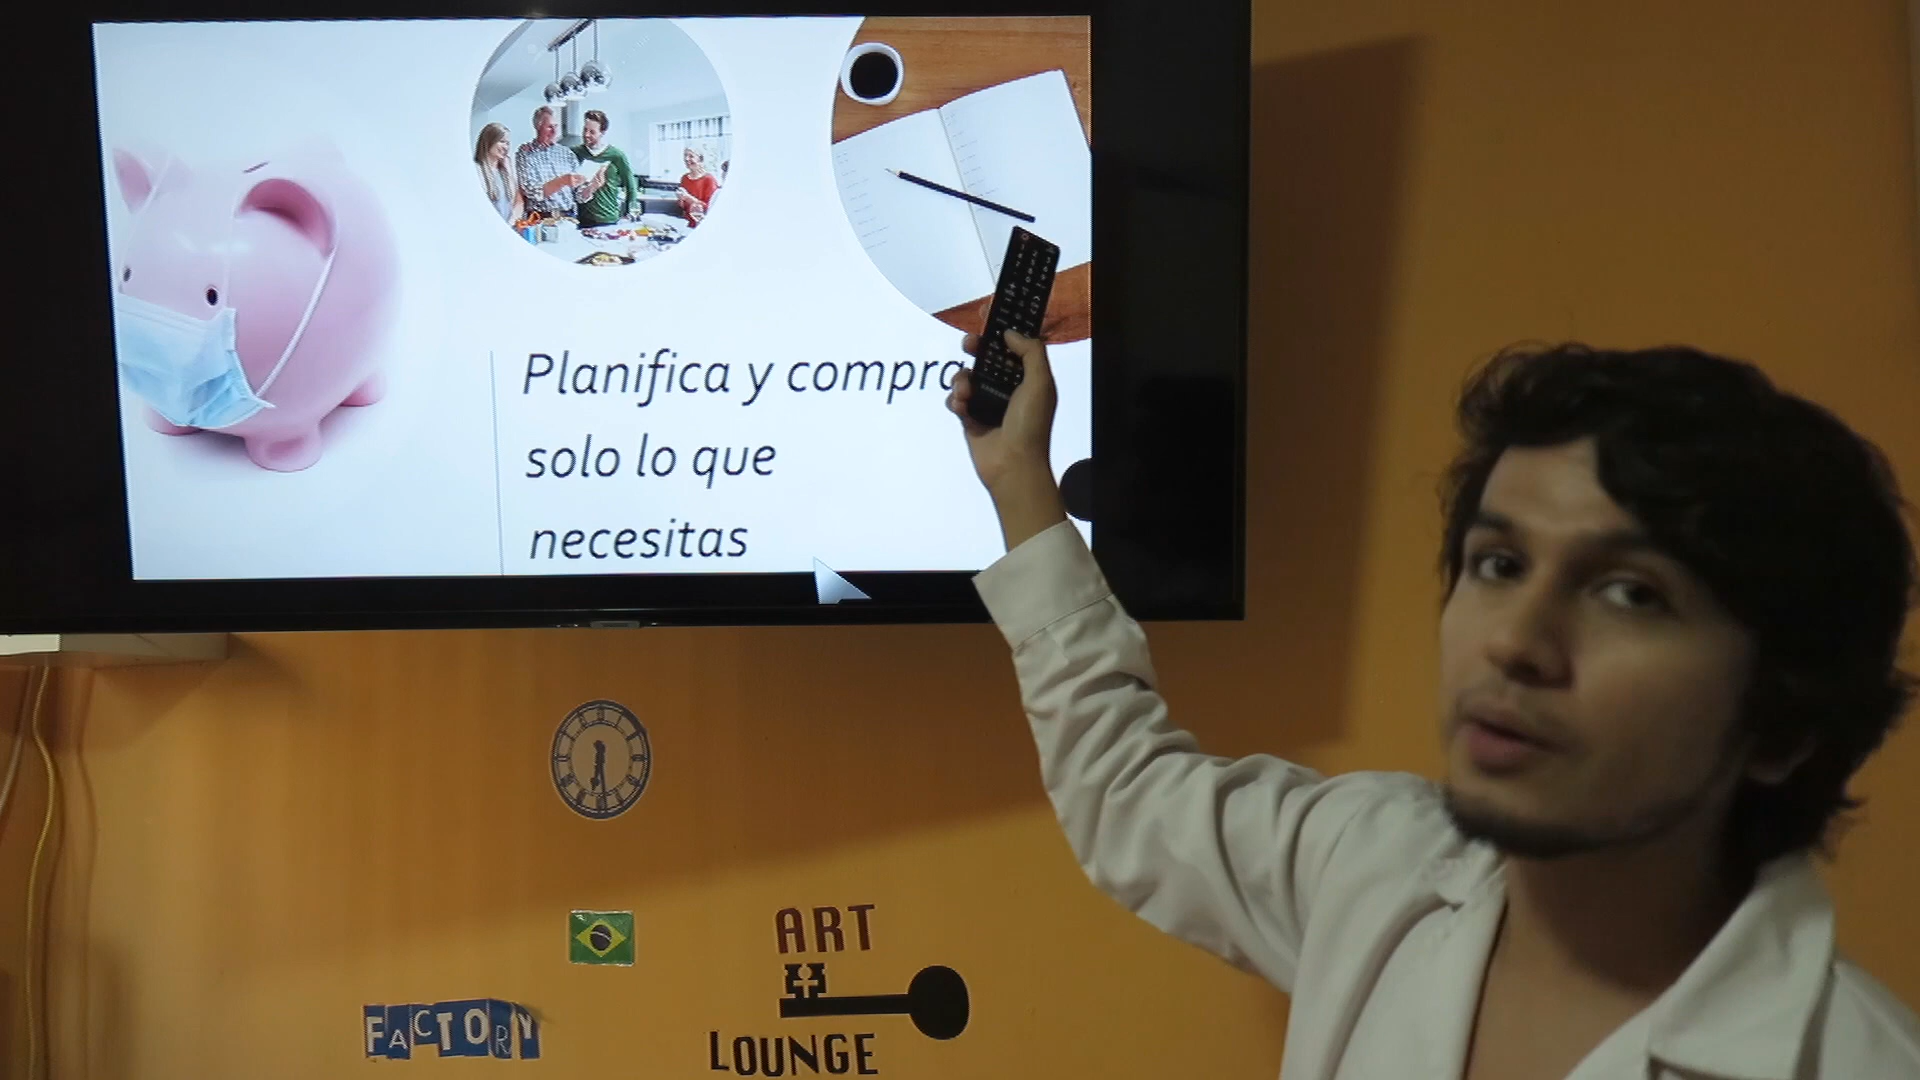 Planifica y compra
solo lo que
necesitas
ART
LOUNGE
FACTORY